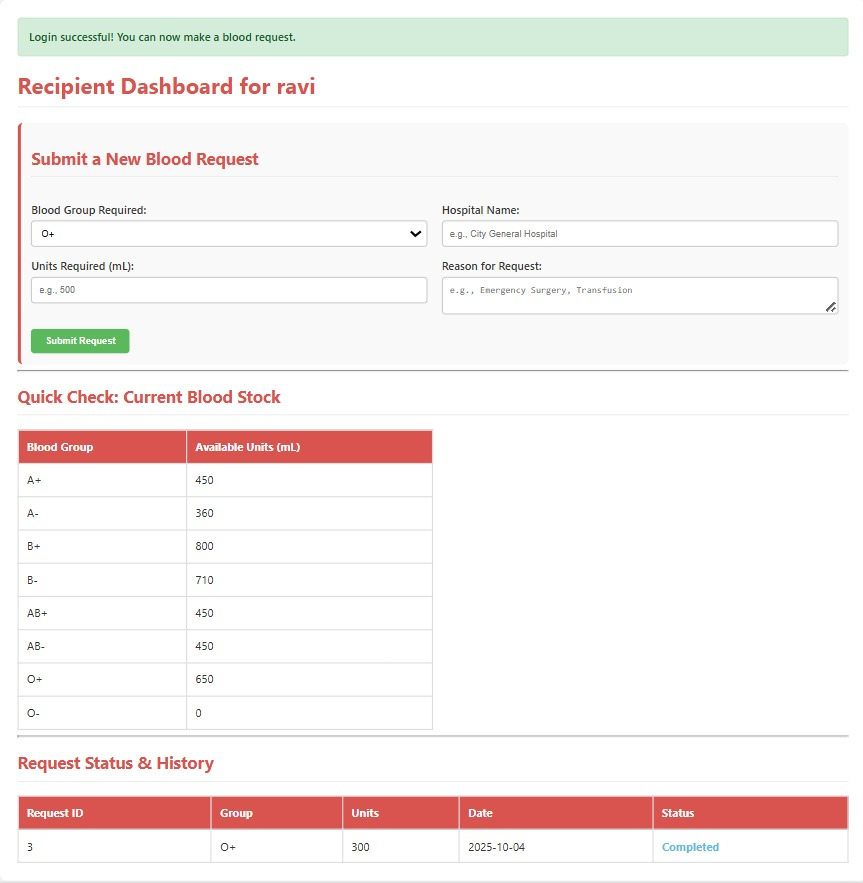 Login successful! You can now make a blood request.
Recipient Dashboard for ravi
Submit a New Blood Request
Blood Group Required:
Hospital Name:
O+
e.g., City General Hospital
Units Required (mL):
Reason for Request:
e.g., 500
e.g., Emergency Surgery, Transfusion
Submit Request
Quick Check: Current Blood Stock
Blood Group Available Units (mL)
A+ 450
A- 360
B+ 800
B- 710
AB+ 450
AB- 450
O+ 650
O- 0
Request Status & History
Request ID Group Units Date Status
3 O+ 300 2025-10-04 Completed